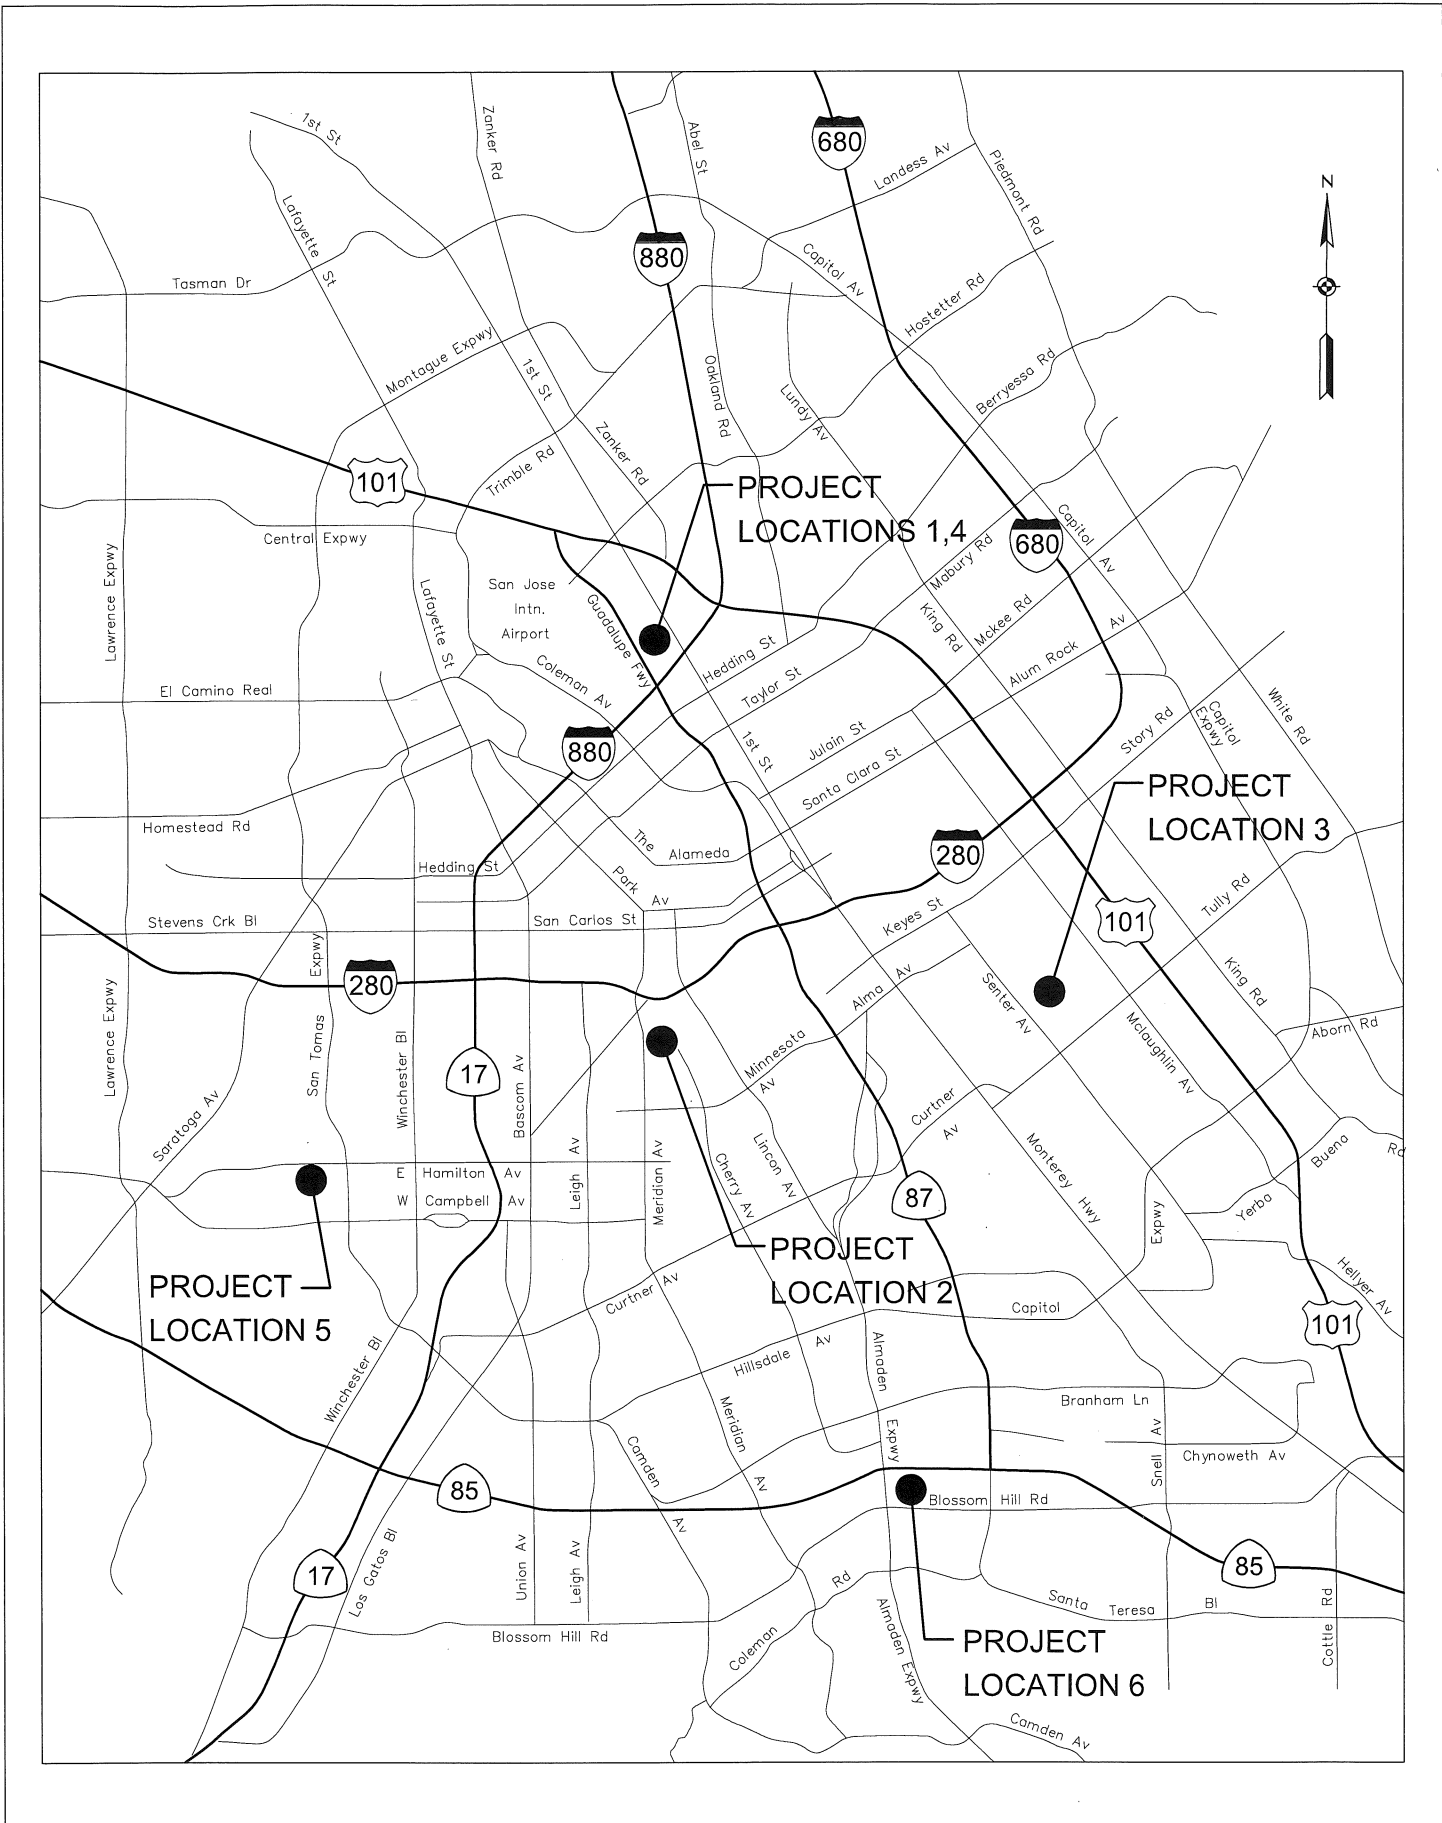 1st St
Zanker Rd
Abel St
680
Landess Av
Piedmont Rd
N
Lafayette St
880
Capitol Av
Tasman Dr
Hostetter Rd
Montague Expwy
1st St
Oakland Rd
Berryessa Rd
Lundy Av
Zanker Rd
Trimble Rd
101
PROJECT
LOCATIONS 1,4
Capitol Av
680
Central Expwy
Mabury Rd
Lawrence Expwy
San Jose
Intn.
Airport
Lafayette St
Guadalupe Fwy
King Rd
Mckee Rd
Alum Rock Av
Hedding St
Coleman Av
Taylor St
El Camino Real
White Rd
Capitol
Expwy
Story Rd
880
1st St
Julain St
Santa Clara St
PROJECT
LOCATION 3
Homestead Rd
The Alameda
280
Hedding St
Park Av
Tully Rd
Stevens Crk Bl
San Carlos St
Keyes St
101
San Tomas Expwy
280
Alma Av
Senter Av
King Rd
Lawrence Expwy
Winchester Bl
Mclaughlin Av
Aborn Rd
Minnesota
Av
17
Bascom Av
Saratoga Av
Curtner
Av
Buena
Rd
Yerba
Monterey Hwy
Lincon Av
Cherry Av
Leigh Av
Meridian Av
E Hamilton Av
W Campbell Av
87
Expwy
PROJECT
LOCATION 2
Hellyer Av
PROJECT
LOCATION 5
Curtner Av
Capitol
101
Hillsdale Av
Almaden
Expwy
Winchester Bl
Meridian
Av
Branham Ln
Camden
Av
Snell Av
Chynoweth Av
85
Blossom Hill Rd
17
Los Gatos Bl
Union Av
Leigh Av
85
Santa Teresa Bl
Cottle Rd
Blossom Hill Rd
Coleman Rd
Almaden Expwy
PROJECT
LOCATION 6
Camden Av